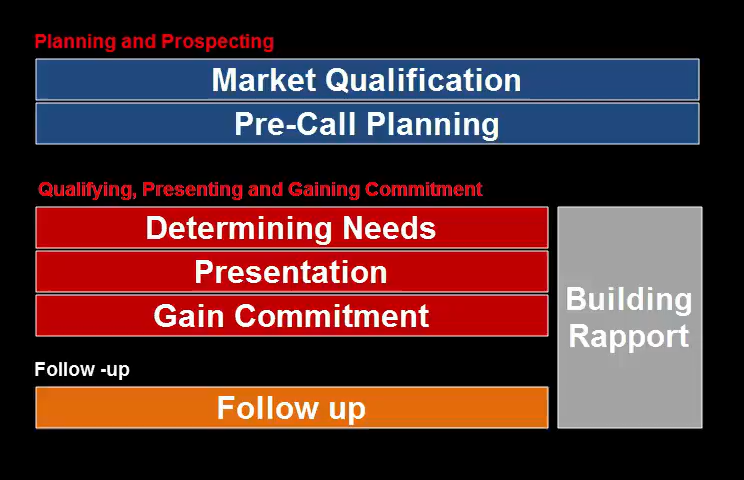 Planning and Prospecting
Market Qualification
Pre-Call Planning
Qualifying, Presenting and Gaining Commitment
Determining Needs
Presentation
Gain Commitment
Building
Rapport
Follow -up
Follow up